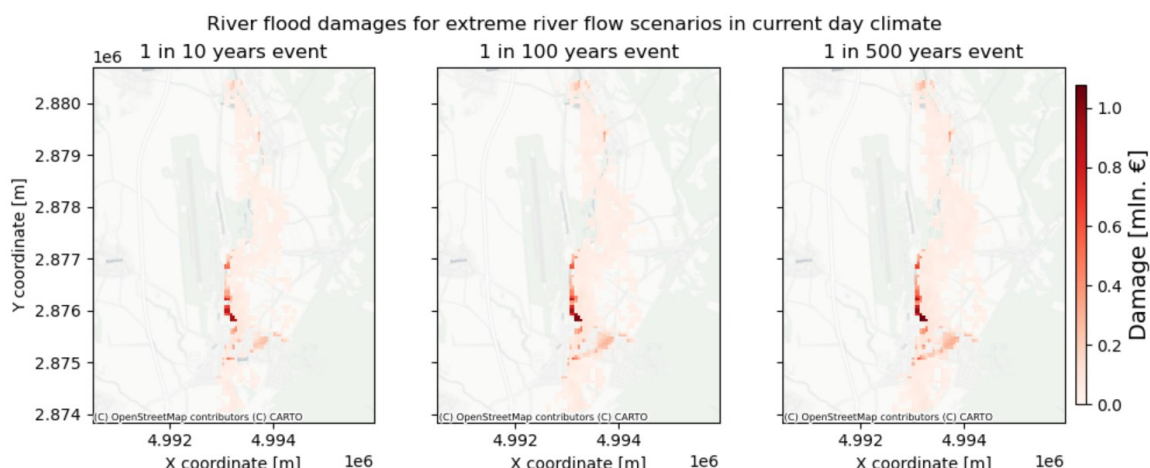 River flood damages for extreme river flow scenarios in current day climate
1 in 10 years event
1 in 100 years event
1 in 500 years event
1e6
2.880
2.879
2.878
2.877
2.876
2.875
2.874
Y coordinate [m]
(C) OpenStreetMap contributors (C) CARTO
(C) OpenStreetMap contributors (C) CARTO
(C) OpenStreetMap contributors (C) CARTO
4.992 4.994
4.992 4.994
4.992 4.994
X coordinate [m] 1e6
X coordinate [m] 1e6
X coordinate [m] 1e6
1.0
0.8
0.6
0.4
0.2
0.0
Damage [mln. €]